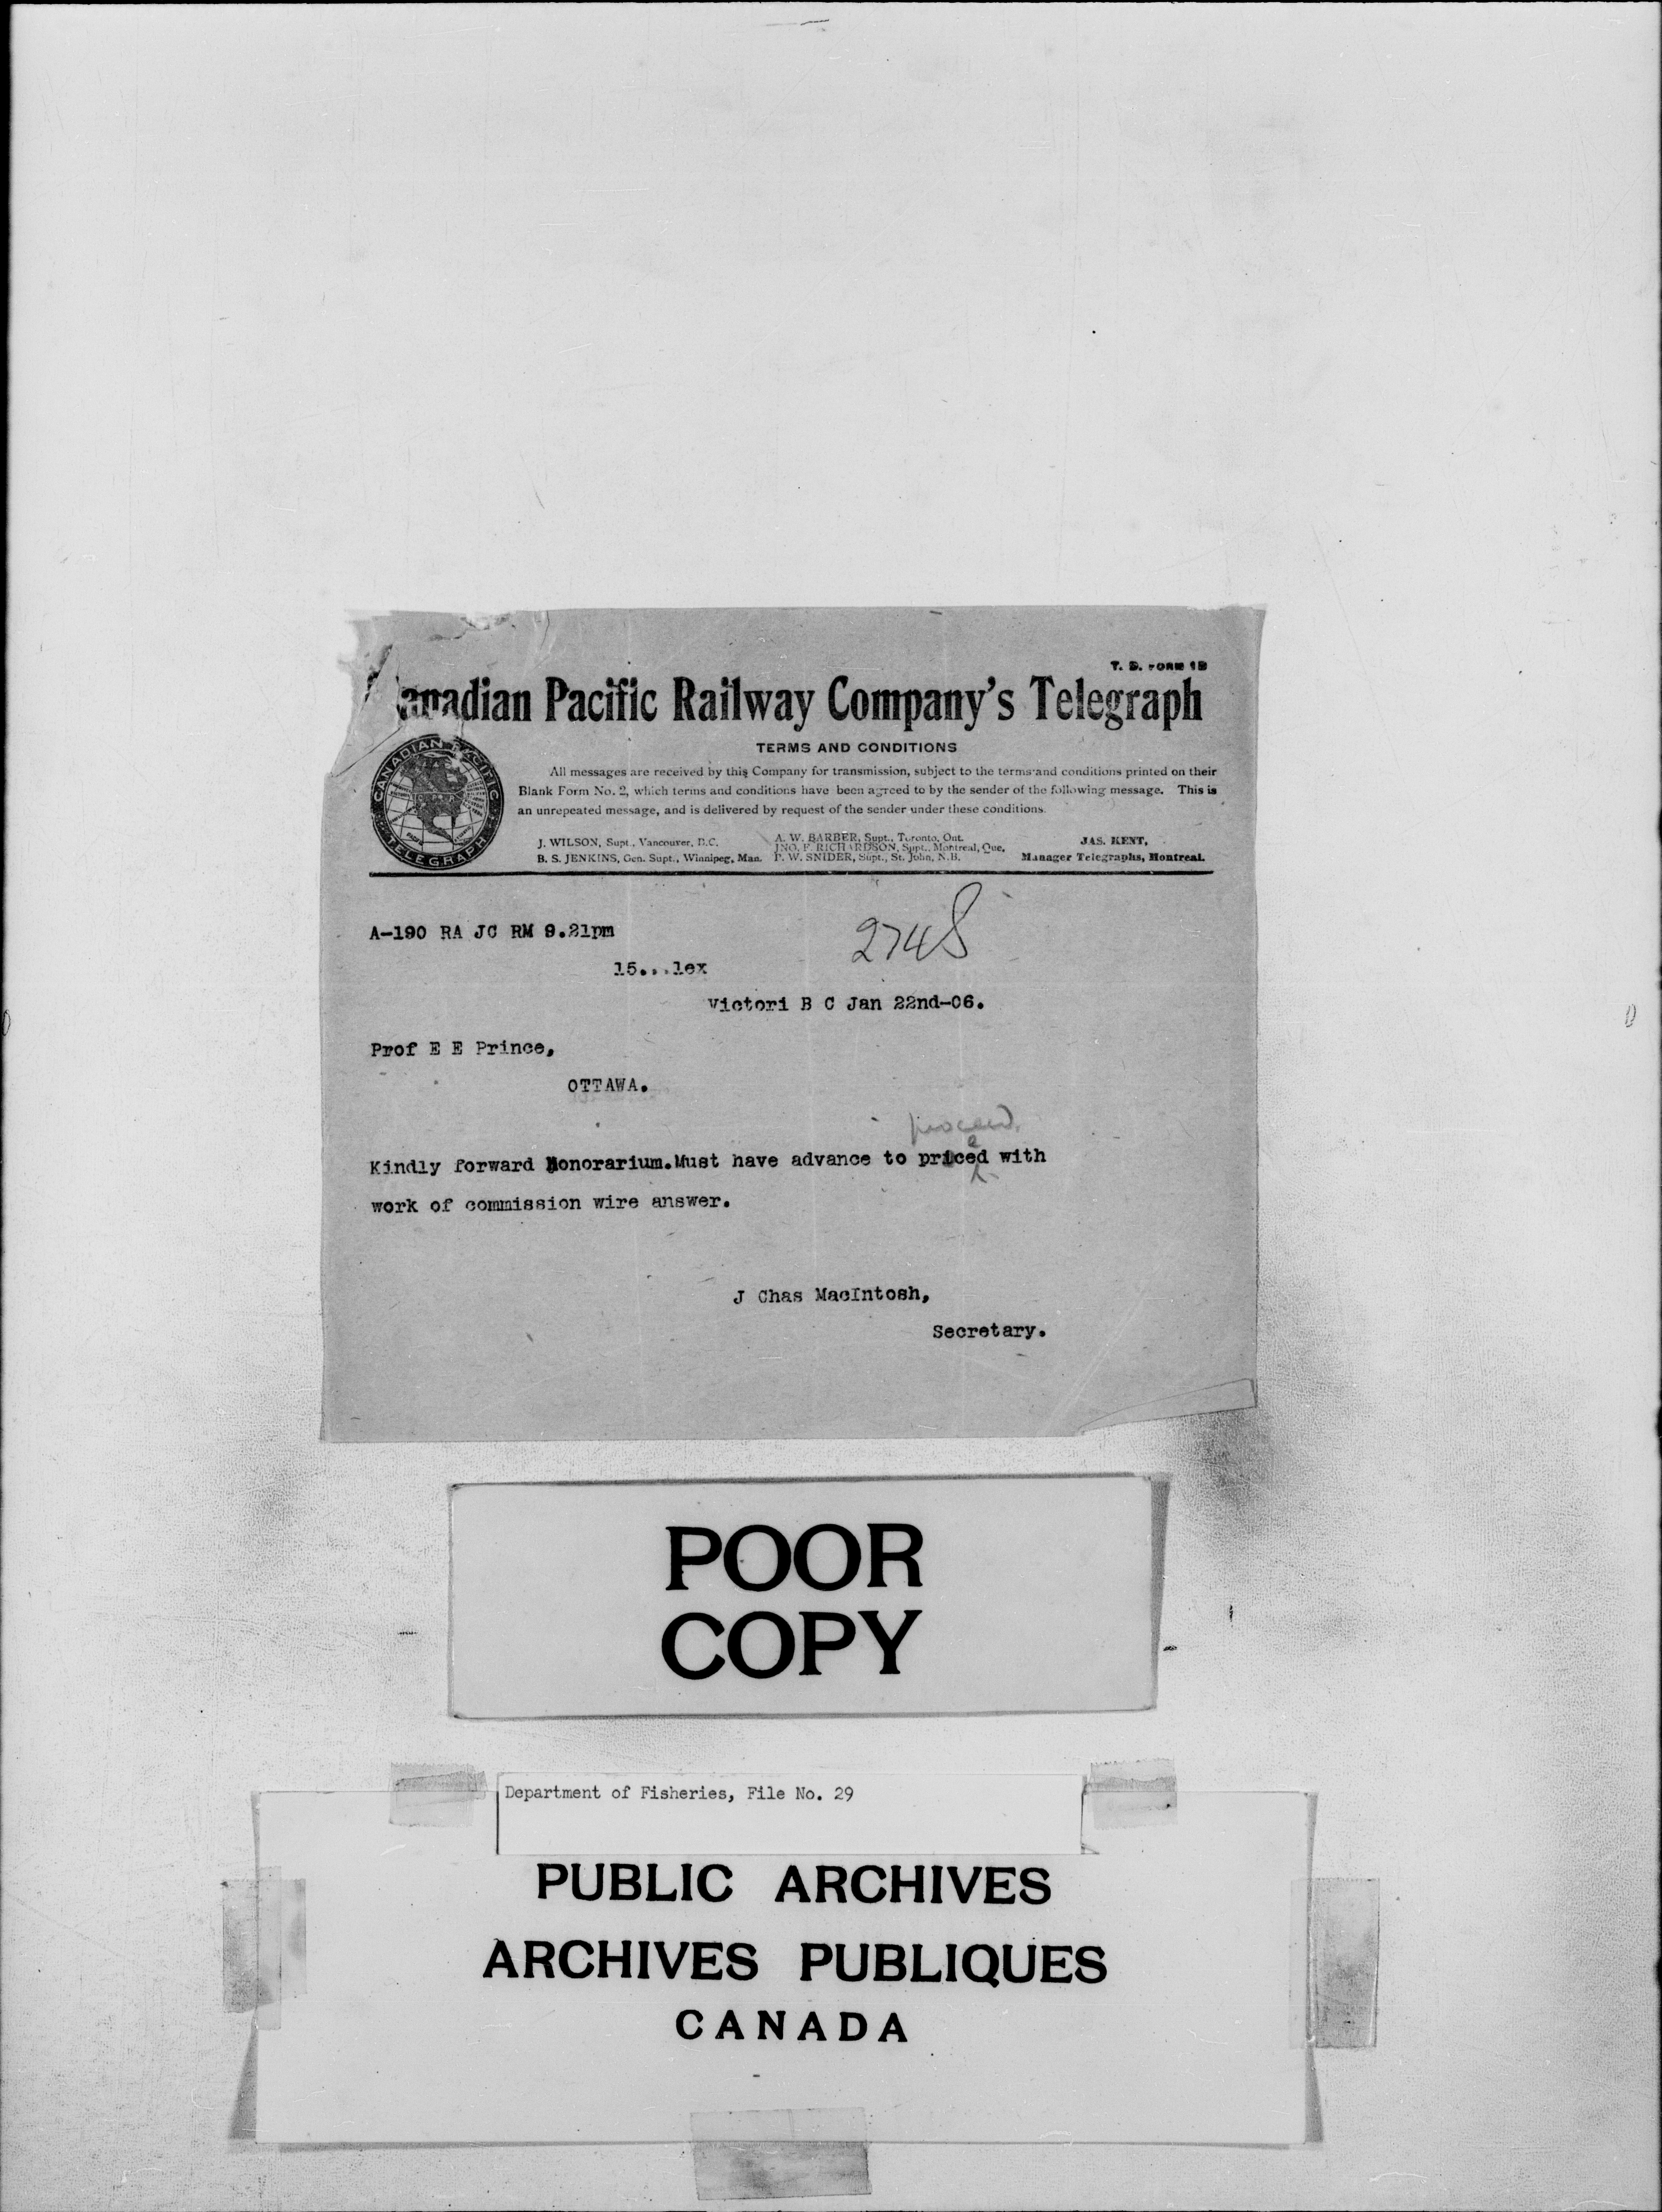 T. D. FORM 1B
Canadian Pacific Railway Company's Telegraph
TERMS AND CONDITIONS
All messages are received by this Company for transmission, subject to the terms and conditions printed on their
Blank Form No. 2, which terms and conditions have been agreed to by the sender of the following message. This is
an unrepeated message, and is delivered by request of the sender under these conditions.
CANADIAN PACIFIC
TELEGRAPH
J. WILSON, Supt., Vancouver, B.C.
B. S. JENKINS, Gen. Supt., Winnipeg, Man.
A. W. BARBER, Supt., Toronto, Ont.
JNO. F. RICHARDSON, Supt., Montreal, Que.
P. W. SNIDER, Supt., St. John, N.B.
JAS. KENT,
Manager Telegraphs, Montreal.
A-190 RA JC RM 9.21pm
2748
15...lex
Victori B C Jan 22nd-06.
Prof E E Prince,
OTTAWA.
proceed.
e
Kindly forward Honorarium.Must have advance to priced with
work of commission wire answer.
J Chas MacIntosh,
Secretary.
POOR
COPY
Department of Fisheries, File No. 29
PUBLIC ARCHIVES
ARCHIVES PUBLIQUES
CANADA